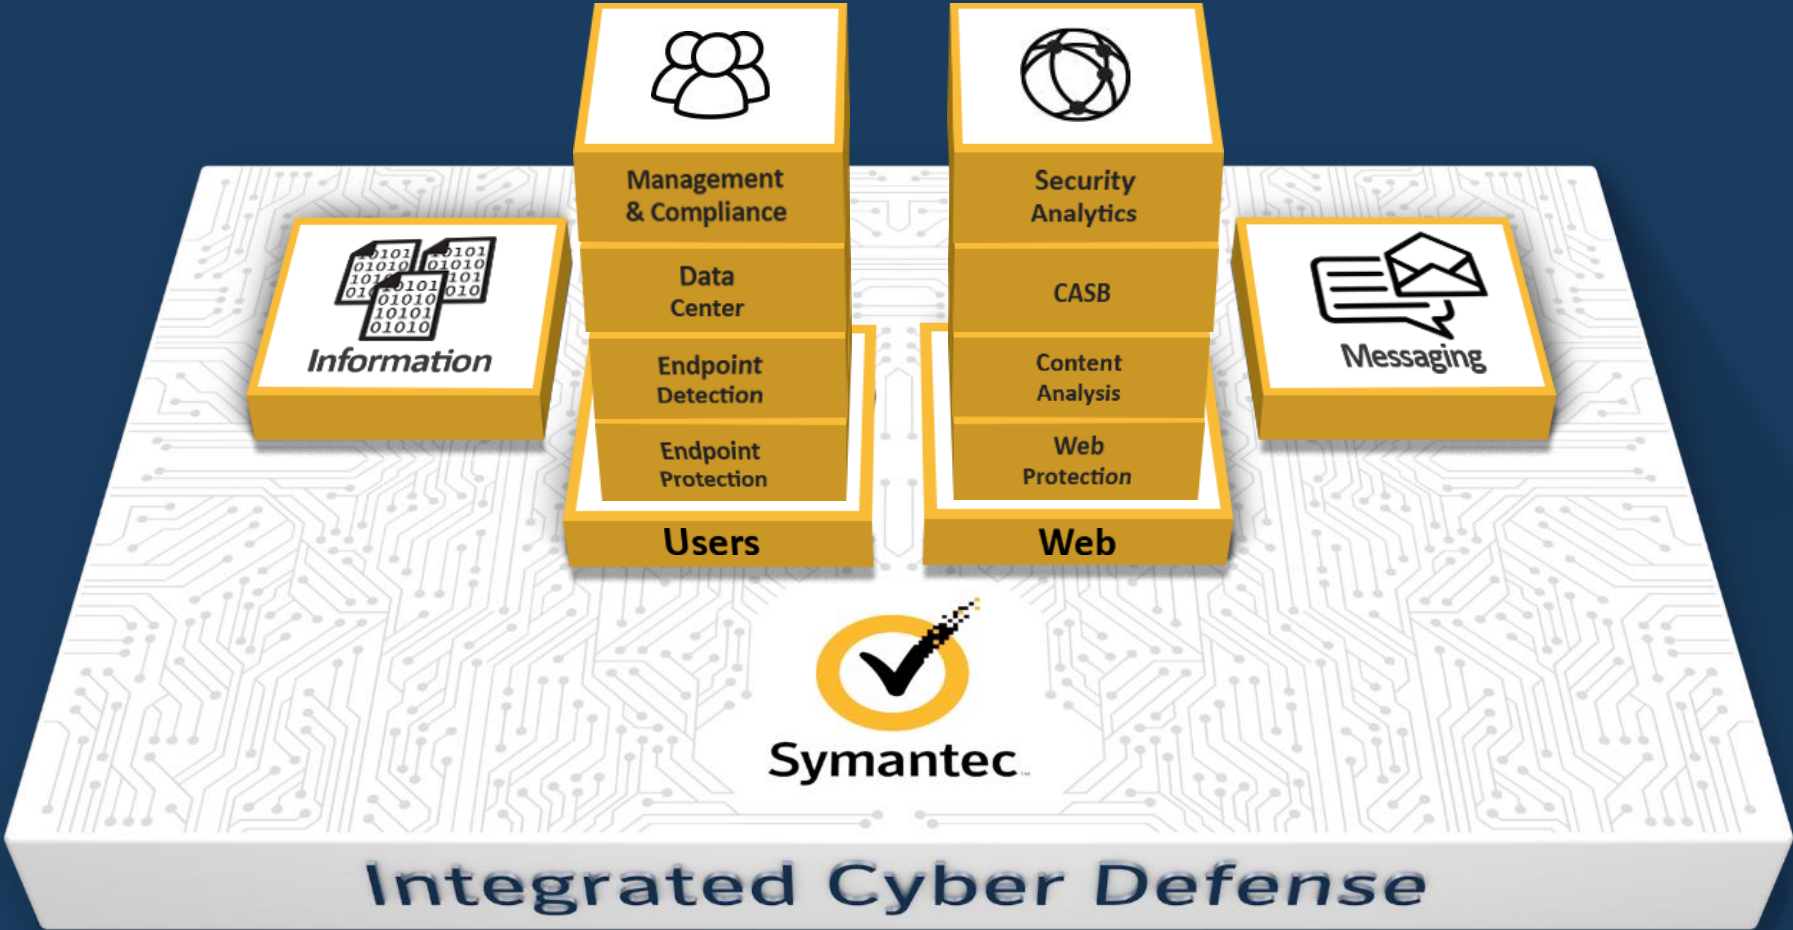 Management
& Compliance
Data
Center
Endpoint
Detection
Endpoint
Protection
Users
Security
Analytics
CASB
Content
Analysis
Web
Protection
Web
Information
Messaging
Symantec
Integrated Cyber Defense